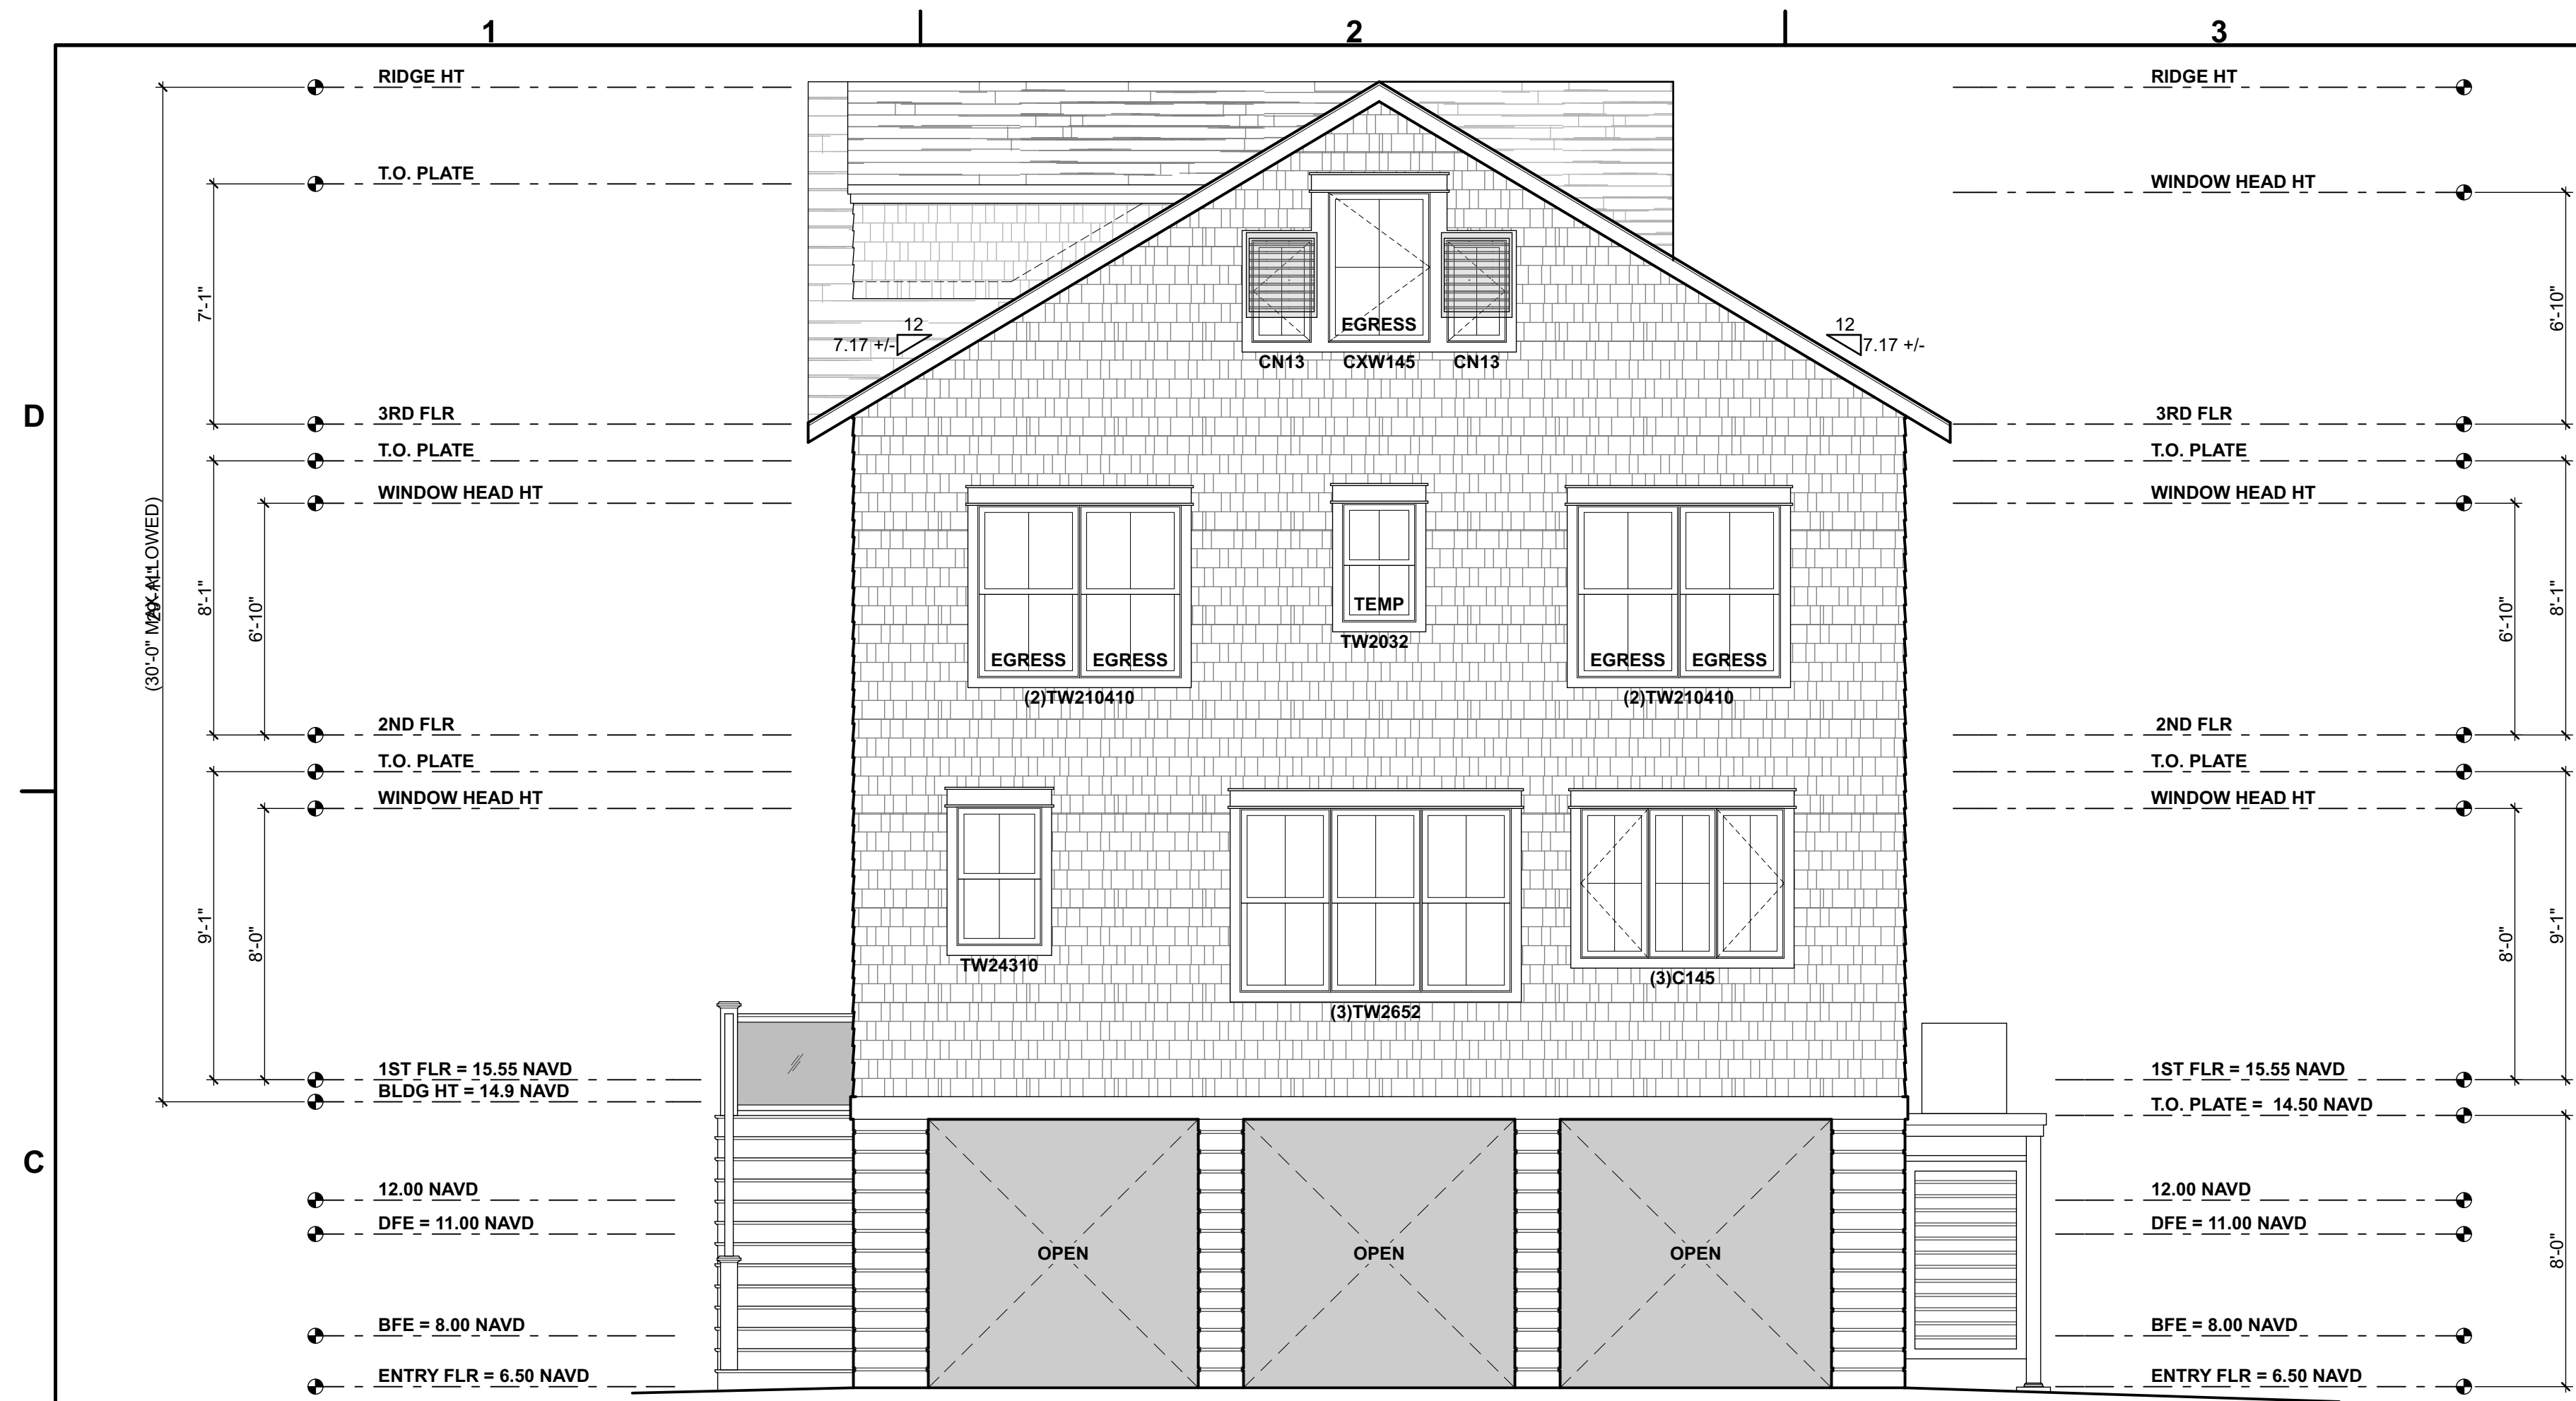 1 2 3
D
C
RIDGE HT
T.O. PLATE
3RD FLR
T.O. PLATE
WINDOW HEAD HT
2ND FLR
T.O. PLATE
WINDOW HEAD HT
1ST FLR = 15.55 NAVD
BLDG HT = 14.9 NAVD
12.00 NAVD
DFE = 11.00 NAVD
BFE = 8.00 NAVD
ENTRY FLR = 6.50 NAVD
(30'-0" MAX ALLOWED)
7'-1"
8'-1"
6'-10"
9'-1"
8'-0"
12
7.17 +/-
EGRESS
CN13 CXW145 CN13
12
7.17 +/-
EGRESS EGRESS
(2)TW210410
TEMP
TW2032
EGRESS EGRESS
(2)TW210410
TW24310
(3)TW2652
(3)C145
OPEN OPEN OPEN
RIDGE HT
WINDOW HEAD HT
3RD FLR
T.O. PLATE
WINDOW HEAD HT
2ND FLR
T.O. PLATE
WINDOW HEAD HT
1ST FLR = 15.55 NAVD
T.O. PLATE = 14.50 NAVD
12.00 NAVD
DFE = 11.00 NAVD
BFE = 8.00 NAVD
ENTRY FLR = 6.50 NAVD
6'-10"
6'-10"
8'-1"
8'-0"
9'-1"
8'-0"